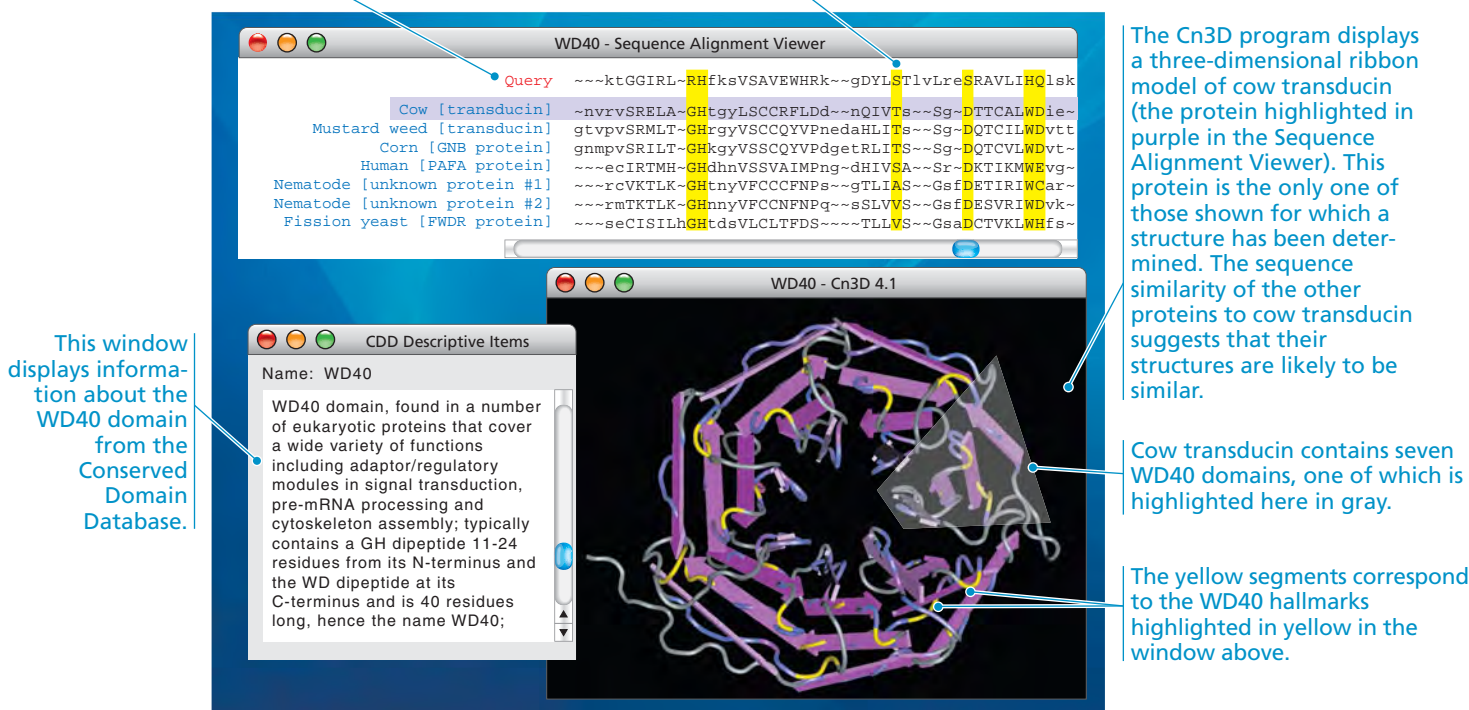 WD40 - Sequence Alignment Viewer
Query ~~~ktGGIRL~RHfksVSAVEWHRk~~gDYLSTlvLreSRAVLIHQlsk
Cow [transducin] ~nvrvSRELA~GHtgyLSCCRFLDd~~nQIVTs~~Sg~DTTCALWDie~
Mustard weed [transducin] gtvpvSRMLT~GHrgyVSCCQYVPnedaHLITs~~Sg~DQTCILWDvtt
Corn [GNB protein] gnmpvSRILT~GHkgyVSSCQYVPdgetRLITS~~Sg~DQTCVLWDvt~
Human [PAFA protein] ~~~ecIRTMH~GHdhnVSSVAIMPng~dHIVSA~~Sr~DKTIKMWEvg~
Nematode [unknown protein #1] ~~~rcVKTLK~GHtnyVFCCCFNPs~~gTLIAS~~GsfDETIRIWCar~
Nematode [unknown protein #2] ~~~rmTKTLK~GHnnyVFCCNFNPq~~sSLVVS~~GsfDESVRIWDvk~
Fission yeast [FWDR protein] ~~~seCISILhGHtdsVLCLTFDS~~~~TLLVS~~GsaDCTVKLWHfs~
The Cn3D program displays
a three-dimensional ribbon
model of cow transducin
(the protein highlighted in
purple in the Sequence
Alignment Viewer). This
protein is the only one of
those shown for which a
structure has been deter-
mined. The sequence
similarity of the other
proteins to cow transducin
suggests that their
structures are likely to be
similar.
WD40 - Cn3D 4.1
This window
displays informa-
tion about the
WD40 domain
from the
Conserved
Domain
Database.
CDD Descriptive Items
Name: WD40
WD40 domain, found in a number
of eukaryotic proteins that cover
a wide variety of functions
including adaptor/regulatory
modules in signal transduction,
pre-mRNA processing and
cytoskeleton assembly; typically
contains a GH dipeptide 11-24
residues from its N-terminus and
the WD dipeptide at its
C-terminus and is 40 residues
long, hence the name WD40;
Cow transducin contains seven
WD40 domains, one of which is
highlighted here in gray.
The yellow segments correspond
to the WD40 hallmarks
highlighted in yellow in the
window above.